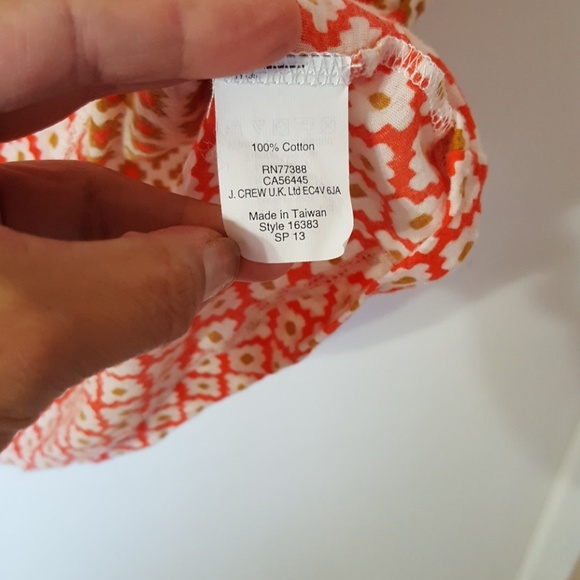 100% Cotton
RN77388
CA56445
J. CREW U.K. Ltd EC4V 6JA
Made in Taiwan
Style 16383
SP 13